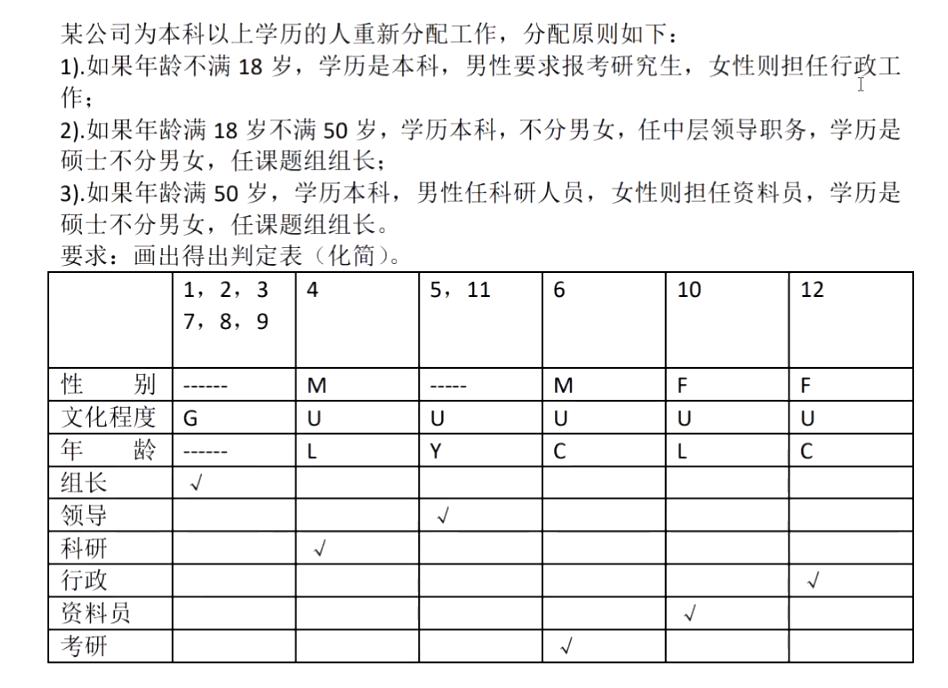 某公司为本科以上学历的人重新分配工作，分配原则如下：
1).如果年龄不满 18 岁，学历是本科，男性要求报考研究生，女性则担任行政工
作；
2).如果年龄满 18 岁不满 50 岁，学历本科，不分男女，任中层领导职务，学历是
硕士不分男女，任课题组组长；
3).如果年龄满 50 岁，学历本科，男性任科研人员，女性则担任资料员，学历是
硕士不分男女，任课题组组长。
要求：画出得出判定表（化简）。
1，2，3 4 5，11 6 10 12
7，8，9
性 别 ------ M ----- M F F
文化程度 G U U U U U
年 龄 ------ L Y C L C
组长 √
领导 √
科研 √
行政 √
资料员 √
考研 √